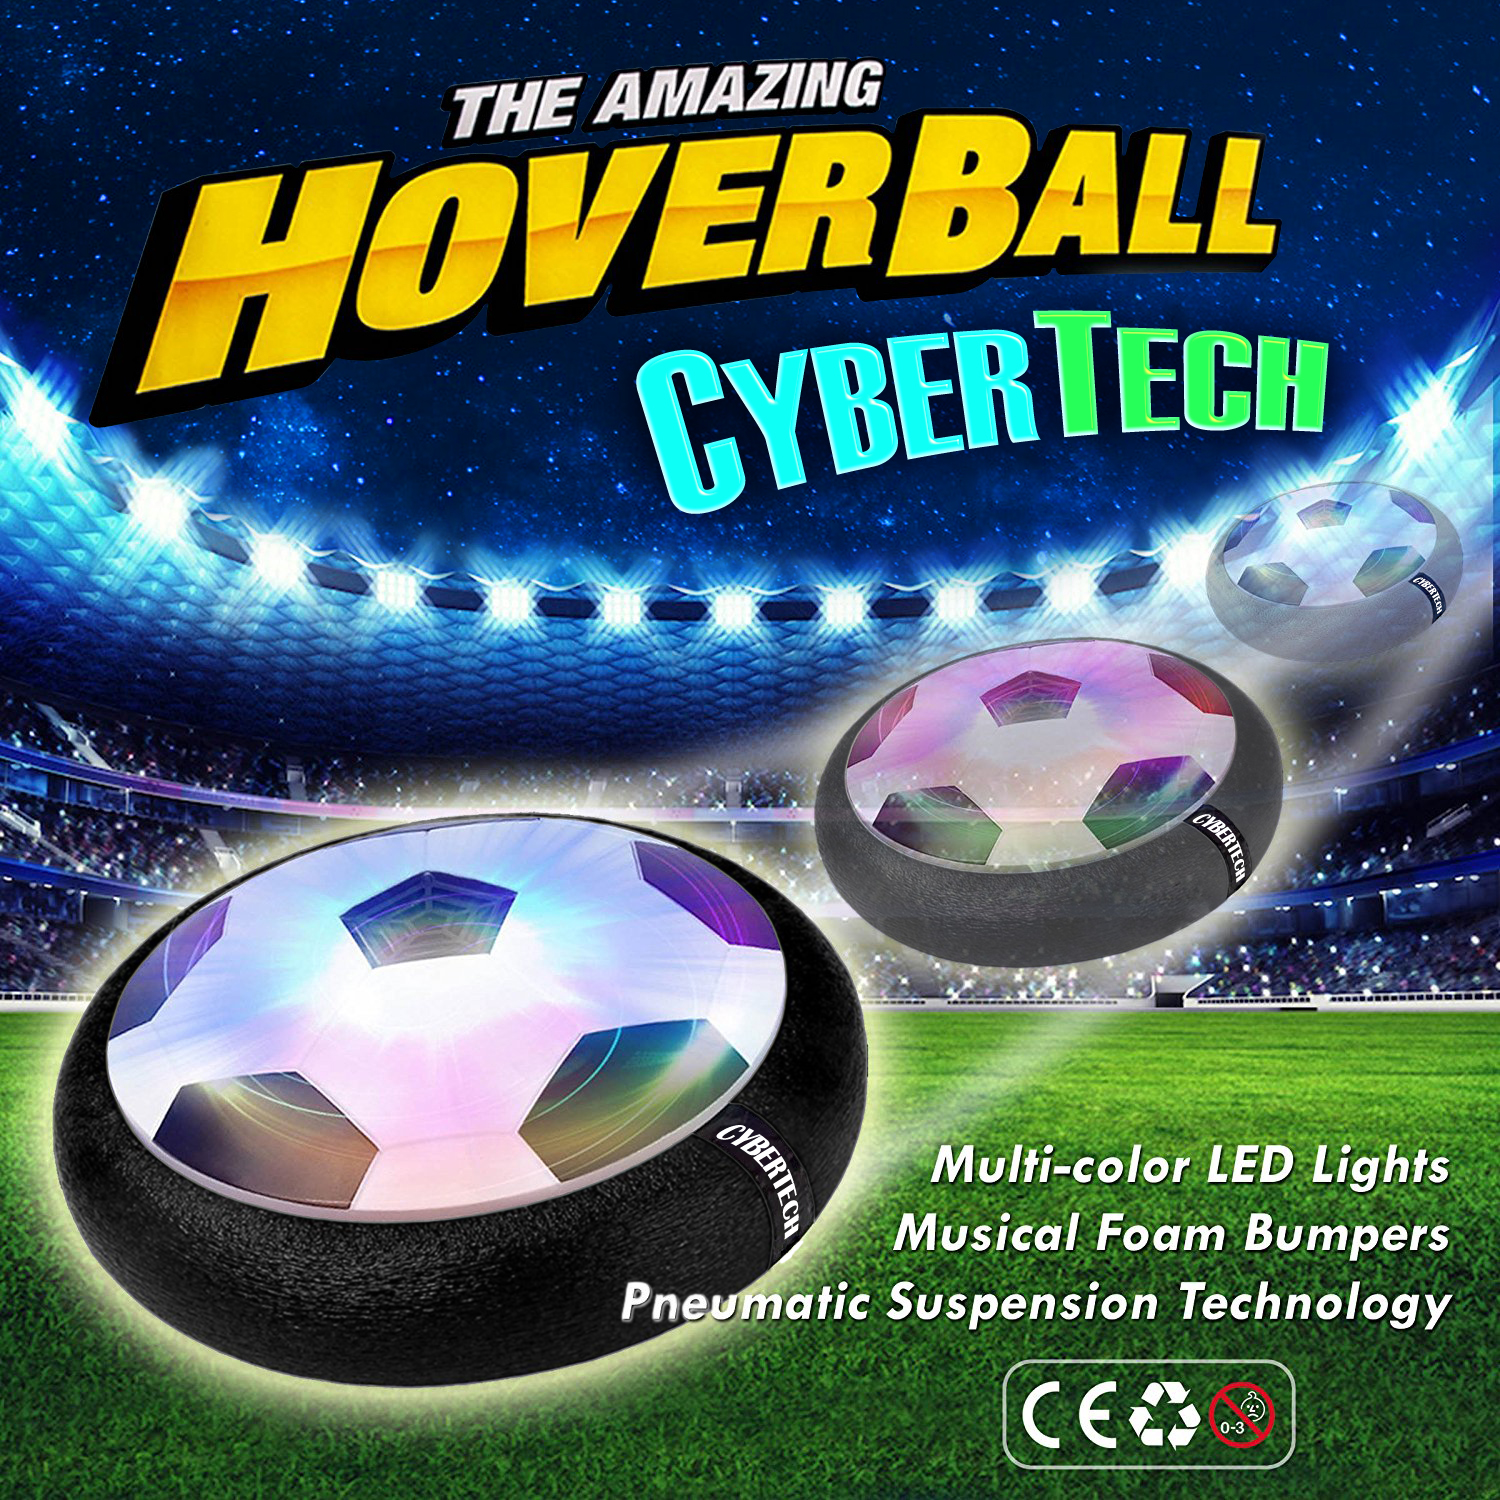 THE AMAZING
HOVERBALL
CYBERTECH
CYBERTECH
CYBERTECH
CYBERTECH
Multi-color LED Lights
Musical Foam Bumpers
Pneumatic Suspension Technology
CE 0-3